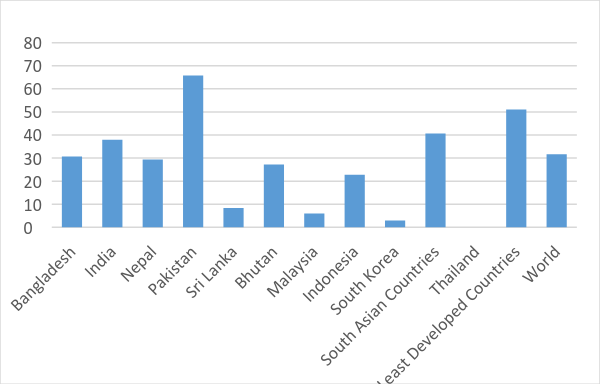 80
70
60
50
40
30
20
10
0
Bangladesh
India
Nepal
Pakistan
Sri Lanka
Bhutan
Malaysia
Indonesia
South Korea
South Asian Countries
Thailand
Least Developed Countries
World